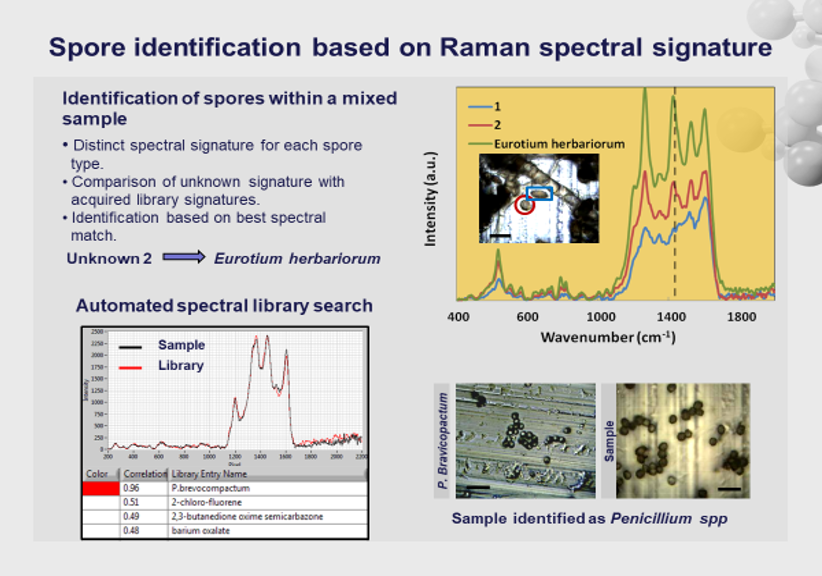 Spore identification based on Raman spectral signature
Identification of spores within a mixed
sample
• Distinct spectral signature for each spore
type.
• Comparison of unknown signature with
acquired library signatures.
• Identification based on best spectral
match.
Unknown 2
Eurotium herbariorum
1
2
Eurotium herbariorum
Intensity (a.u.)
400 600 1000 1400 1800
Wavenumber (cm-1)
Automated spectral library search
Sample
Library
Intensity
2500
2250
2000
1750
1500
1250
1000
750
500
250
0
200 400 600 800 1000 1200 1400 1600 1800 2000 2200
Color Correlation Library Entry Name
0.96 P.brevocompactum
0.51 2-chloro-fluorene
0.49 2,3-butanedione oxime semicarbazone
0.48 barium oxalate
P. Bravicopactum
Sample
Sample identified as Penicillium spp